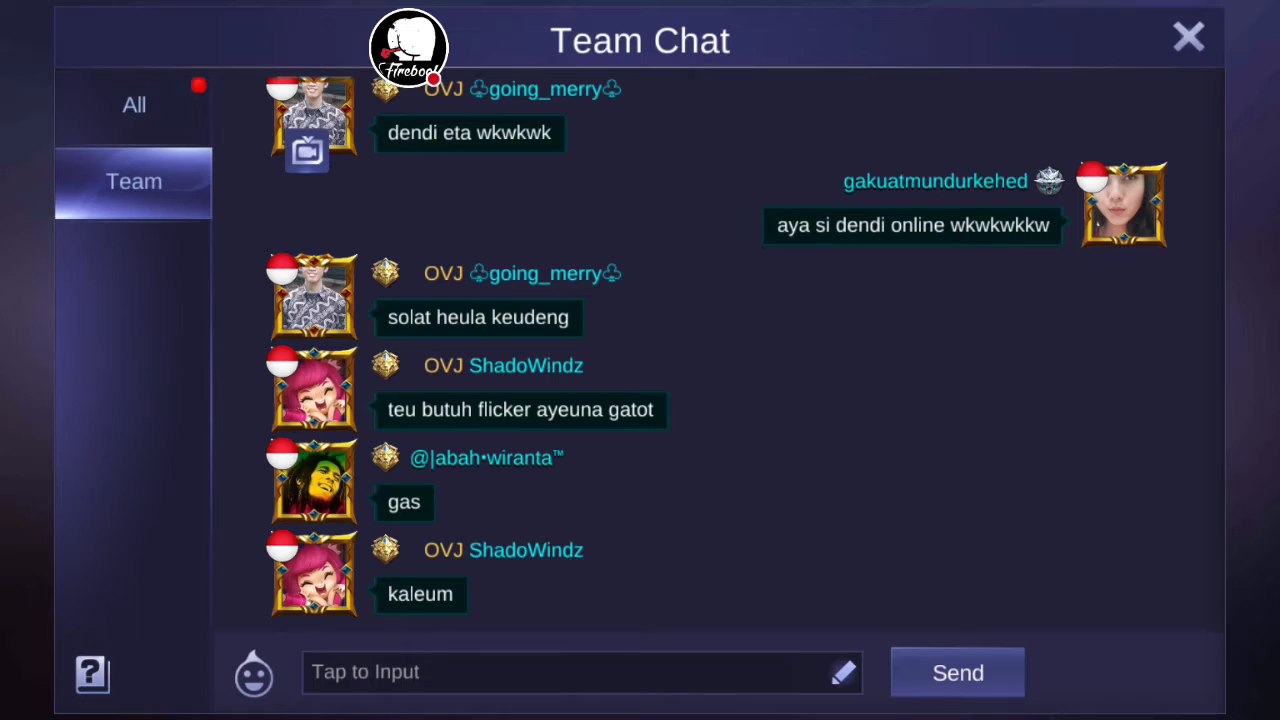 Team Chat
Fireboot
All
Team
OVJ ♧going_merry♧
dendi eta wkwkwk
gakuatmundurkehed
aya si dendi online wkwkwkkw
OVJ ♧going_merry♧
solat heula keudeng
OVJ ShadoWindz
teu butuh flicker ayeuna gatot
@|abah•wiranta™
gas
OVJ ShadoWindz
kaleum
Tap to Input
Send